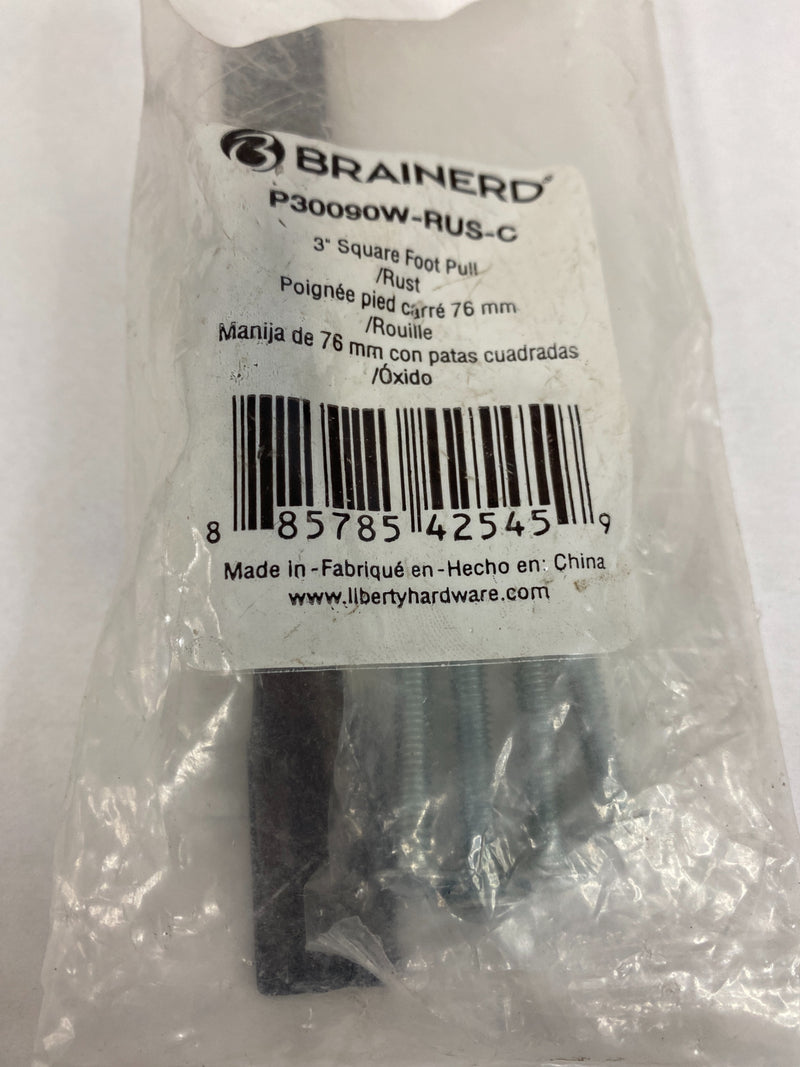 BRAINERD
P30090W-RUS-C
3" Square Foot Pull
/Rust
Poignée pied carré 76 mm
/Rouille
Manija de 76 mm con patas cuadradas
/Óxido
8 85785 42545 9
Made in - Fabriqué en - Hecho en: China
www.libertyhardware.com